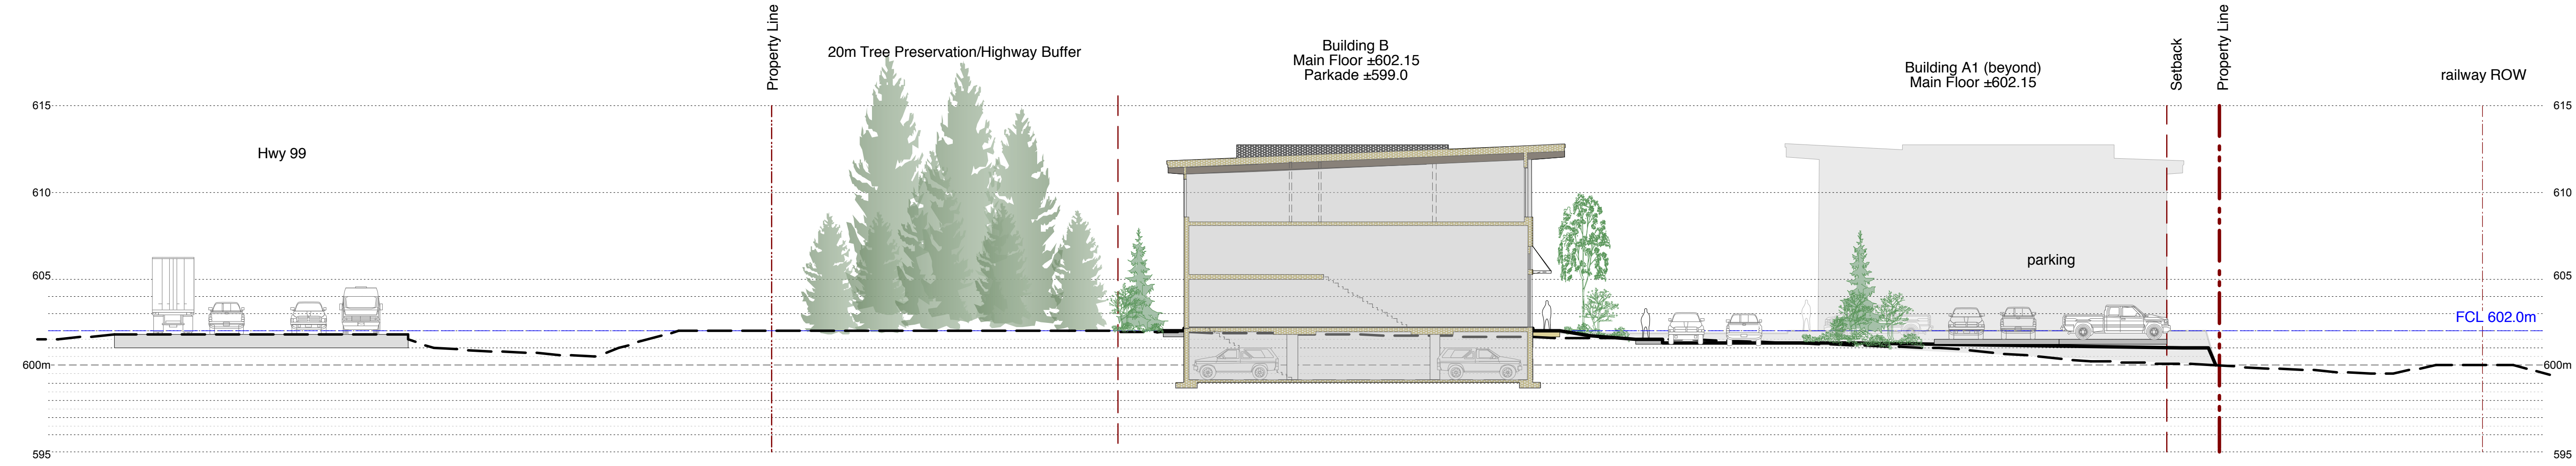 Property Line
20m Tree Preservation/Highway Buffer
Building B
Main Floor ±602.15
Parkade ±599.0
Building A1 (beyond)
Main Floor ±602.15
Setback
Property Line
railway ROW
615
615
Hwy 99
610
610
605
parking
605
FCL 602.0m
600m
600m
595
595